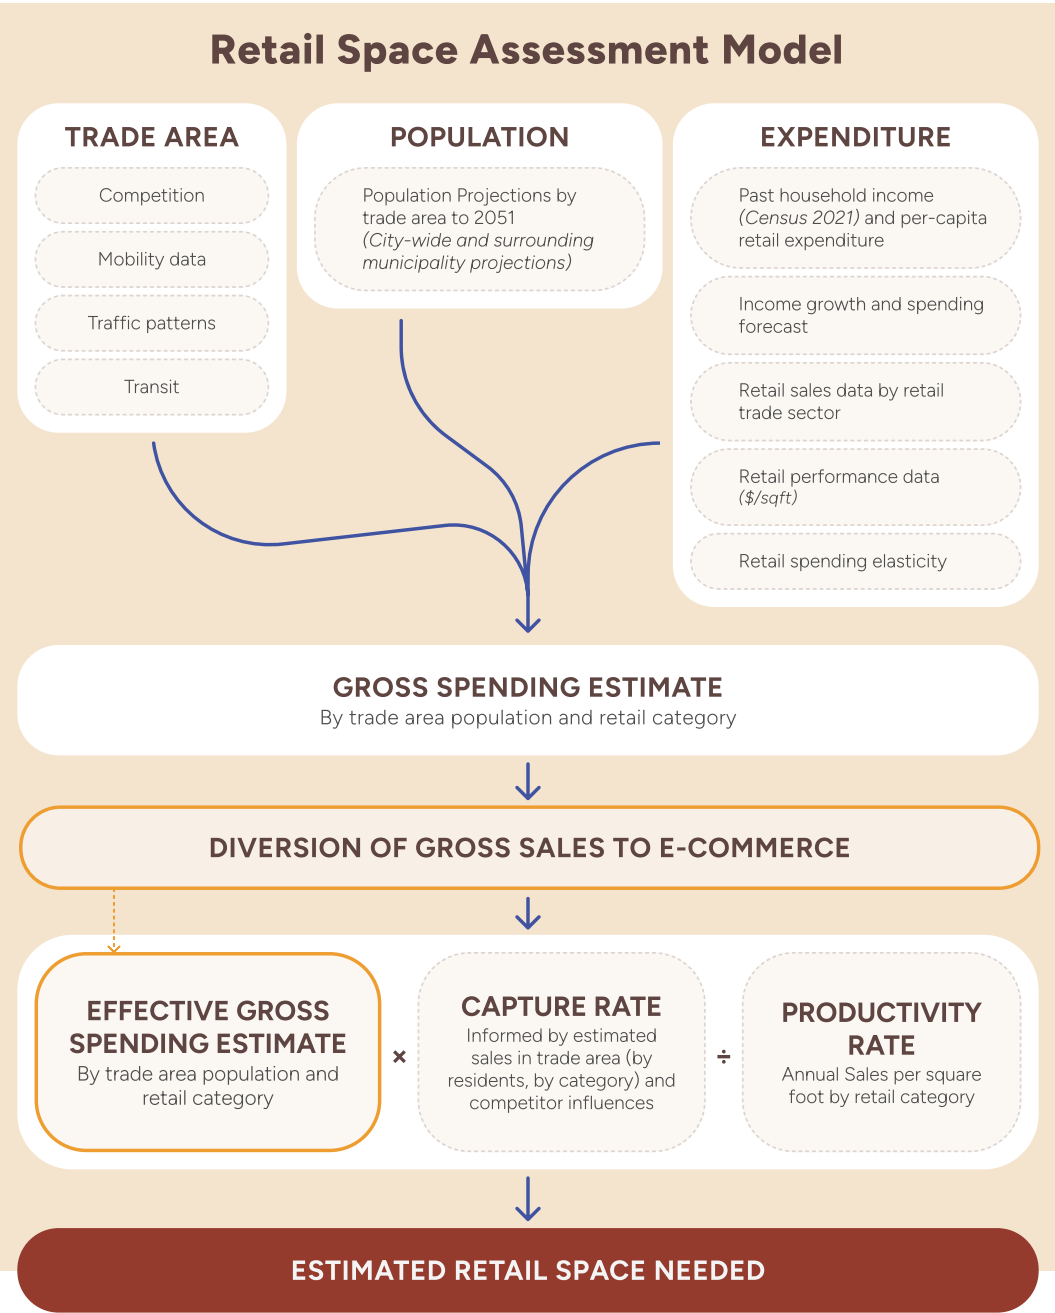 Retail Space Assessment Model
TRADE AREA
Competition
Mobility data
Traffic patterns
Transit
POPULATION
Population Projections by
trade area to 2051
(City-wide and surrounding
municipality projections)
EXPENDITURE
Past household income
(Census 2021) and per-capita
retail expenditure
Income growth and spending
forecast
Retail sales data by retail
trade sector
Retail performance data
($/sqft)
Retail spending elasticity
GROSS SPENDING ESTIMATE
By trade area population and retail category
DIVERSION OF GROSS SALES TO E-COMMERCE
EFFECTIVE GROSS
SPENDING ESTIMATE
By trade area population and
retail category
×
CAPTURE RATE
Informed by estimated
sales in trade area (by
residents, by category) and
competitor influences
÷
PRODUCTIVITY
RATE
Annual Sales per square
foot by retail category
ESTIMATED RETAIL SPACE NEEDED